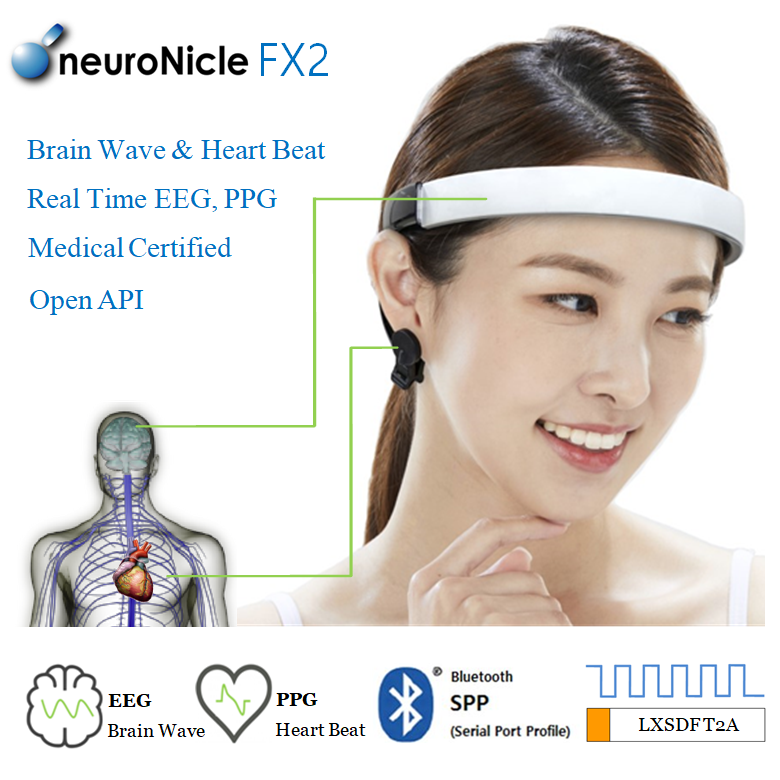 neuroNicle FX2
Brain Wave & Heart Beat
Real Time EEG, PPG
Medical Certified
Open API
EEG
Brain Wave
PPG
Heart Beat
® Bluetooth
SPP
(Serial Port Profile)
LXSDFT2A